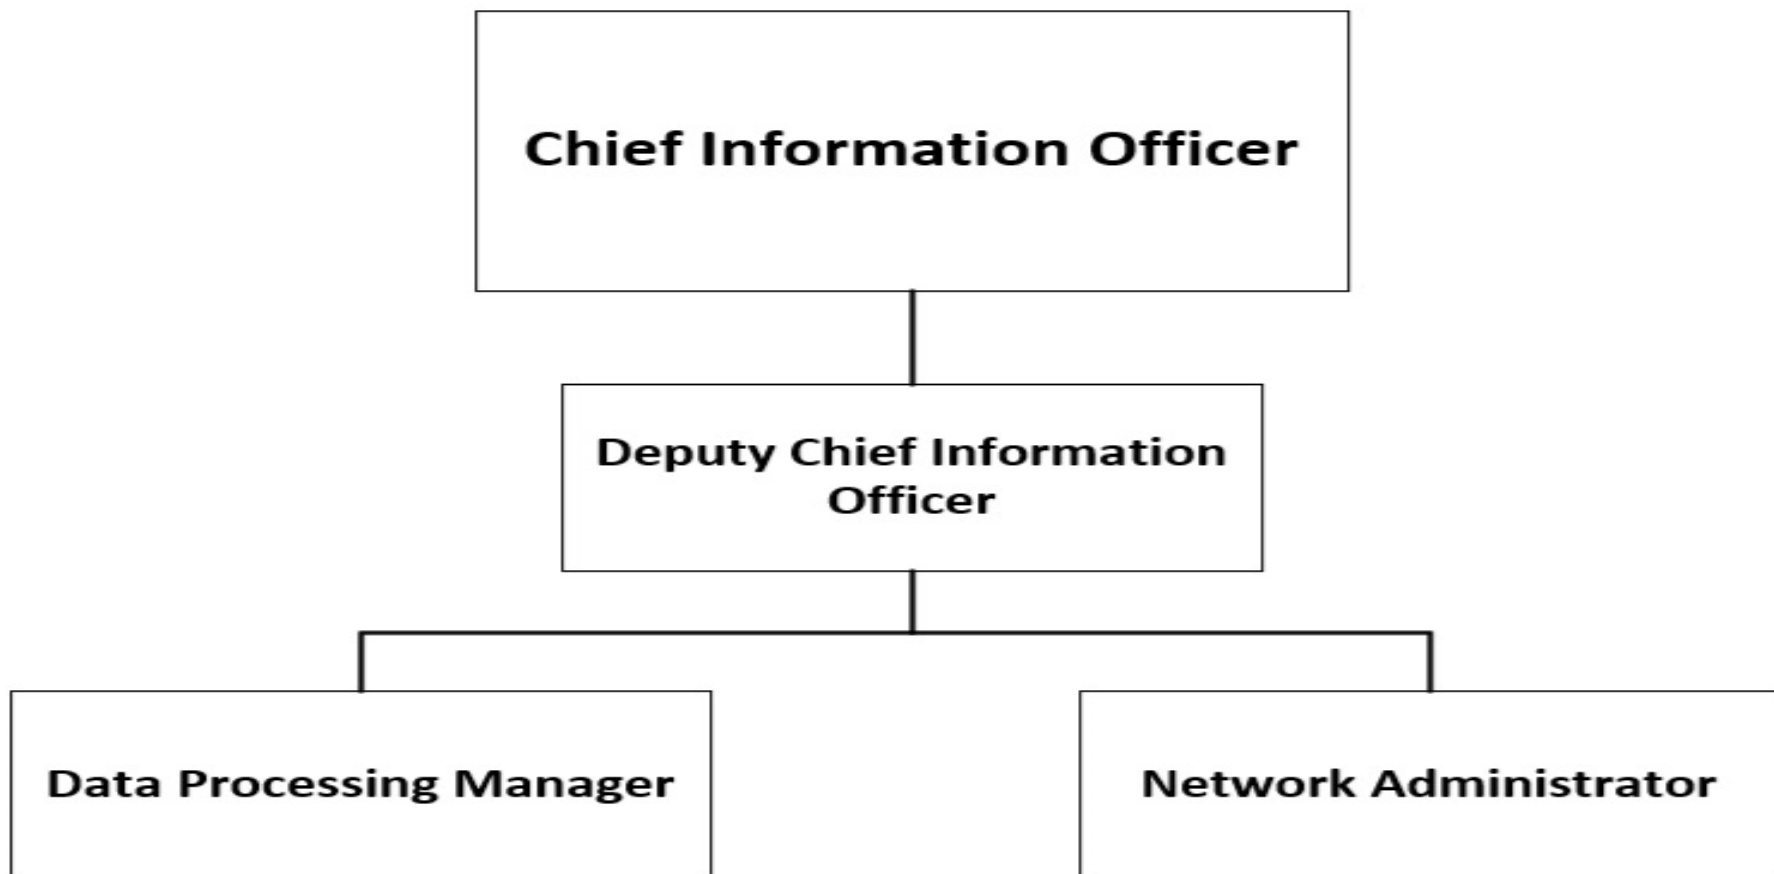 Chief Information Officer
Deputy Chief Information
Officer
Data Processing Manager
Network Administrator